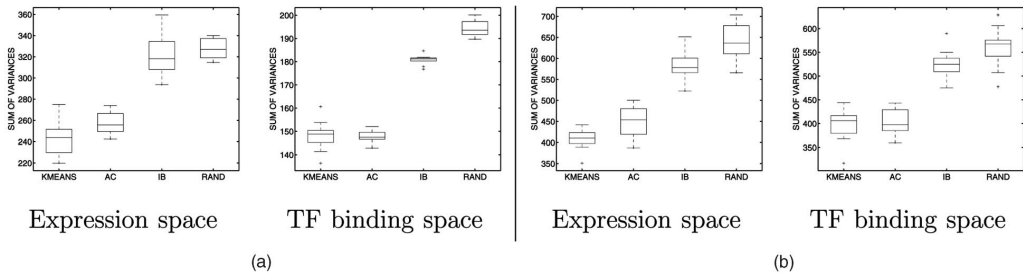 SUM OF VARIANCES
360
340
320
300
280
260
240
220
KMEANS AC IB RAND
Expression space
SUM OF VARIANCES
200
190
180
170
160
150
140
KMEANS AC IB RAND
TF binding space
(a)
SUM OF VARIANCES
700
650
600
550
500
450
400
350
KMEANS AC IB RAND
Expression space
SUM OF VARIANCES
600
550
500
450
400
350
KMEANS AC IB RAND
TF binding space
(b)